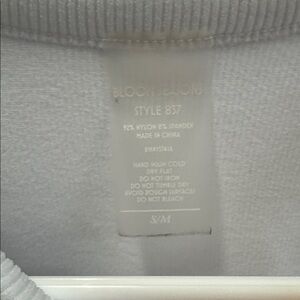 STYLE 857
92% NYLON 8% SPANDEX
MADE IN CHINA
HAND WASH COLD
DRY FLAT
DO NOT IRON
DO NOT TUMBLE DRY
AVOID ROUGH SURFACES
DO NOT BLEACH
S/M